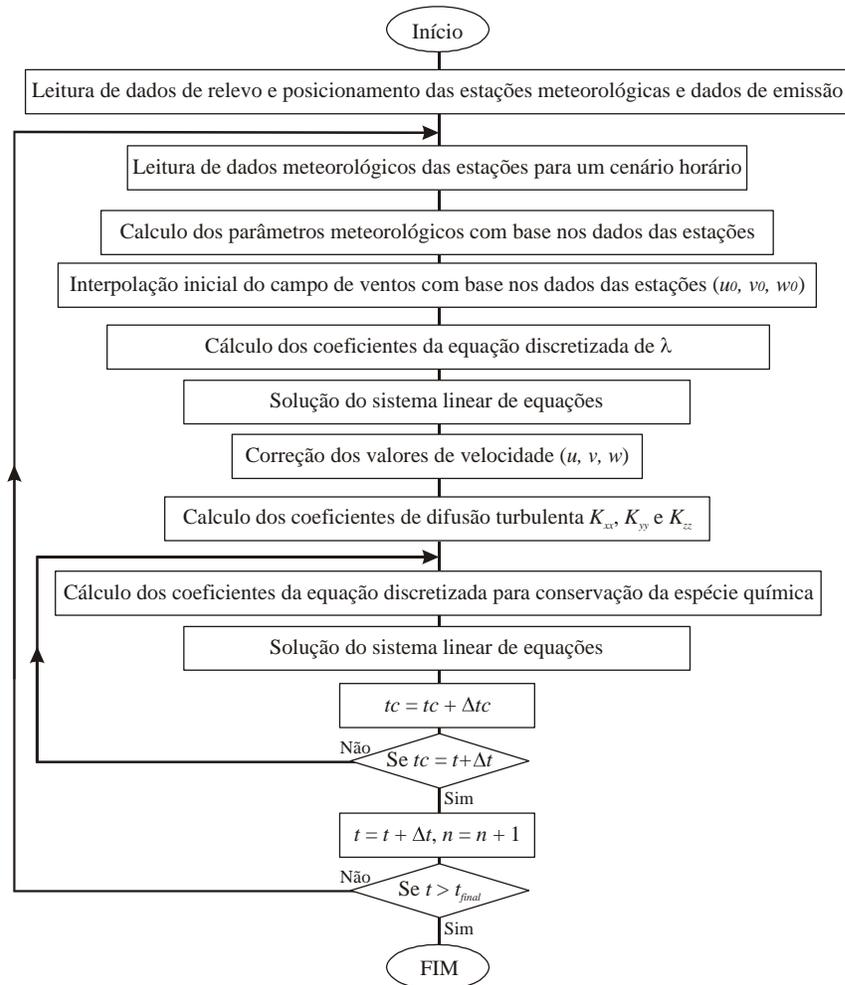 Início
Leitura de dados de relevo e posicionamento das estações meteorológicas e dados de emissão
Leitura de dados meteorológicos das estações para um cenário horário
Calculo dos parâmetros meteorológicos com base nos dados das estações
Interpolação inicial do campo de ventos com base nos dados das estações (u0, v0, w0)
Cálculo dos coeficientes da equação discretizada de λ
Solução do sistema linear de equações
Correção dos valores de velocidade (u, v, w)
Calculo dos coeficientes de difusão turbulenta Kxx, Kyy e Kzz
Cálculo dos coeficientes da equação discretizada para conservação da espécie química
Solução do sistema linear de equações
tc = tc + Δtc
Não
Se tc = t+Δt
Sim
t = t + Δt, n = n + 1
Não
Se t > tfinal
Sim
FIM